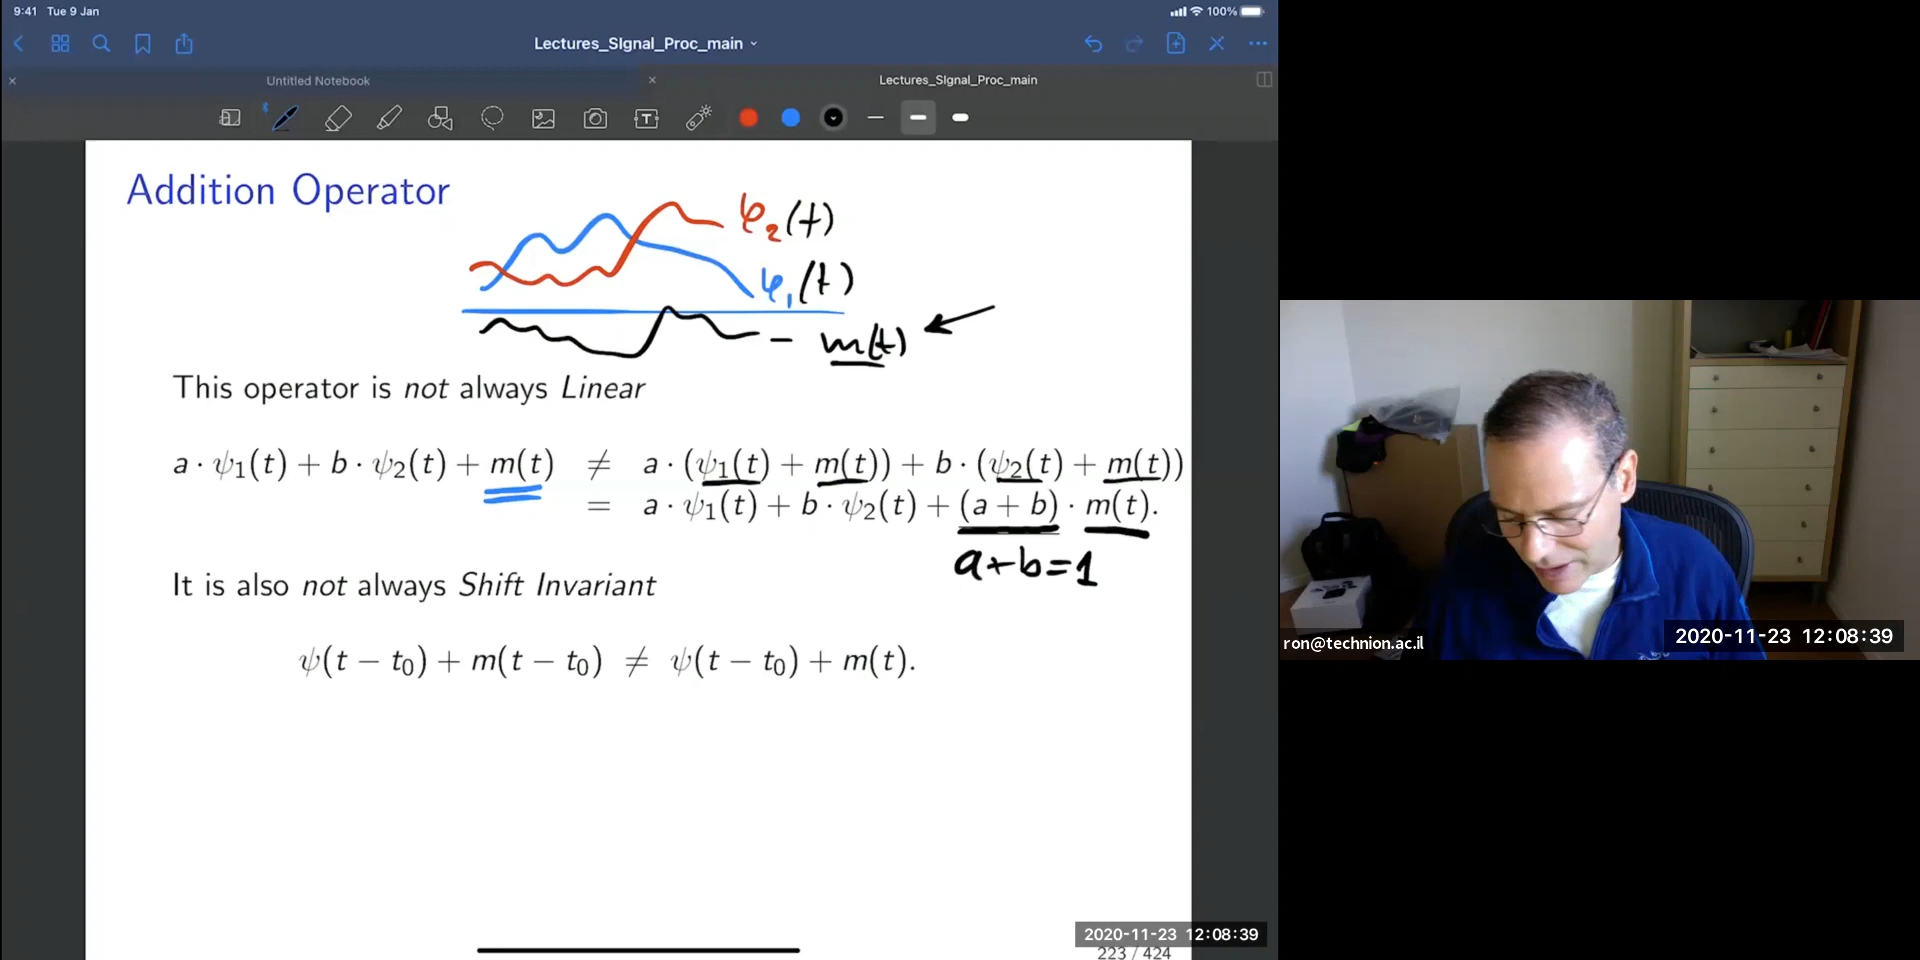 9:41 Tue 9 Jan
100%
Lectures_SIgnal_Proc_main
Untitled Notebook
Lectures_SIgnal_Proc_main
Addition Operator
φ₂(t)
φ₁(t)
m(t)
This operator is not always Linear
a · ψ₁(t) + b · ψ₂(t) + m(t) ≠ a · (ψ₁(t) + m(t)) + b · (ψ₂(t) + m(t))
= a · ψ₁(t) + b · ψ₂(t) + (a + b) · m(t).
a+b=1
It is also not always Shift Invariant
ψ(t − t₀) + m(t − t₀) ≠ ψ(t − t₀) + m(t).
2020-11-23 12:08:39
223 / 424
ron@technion.ac.il
2020-11-23 12:08:39